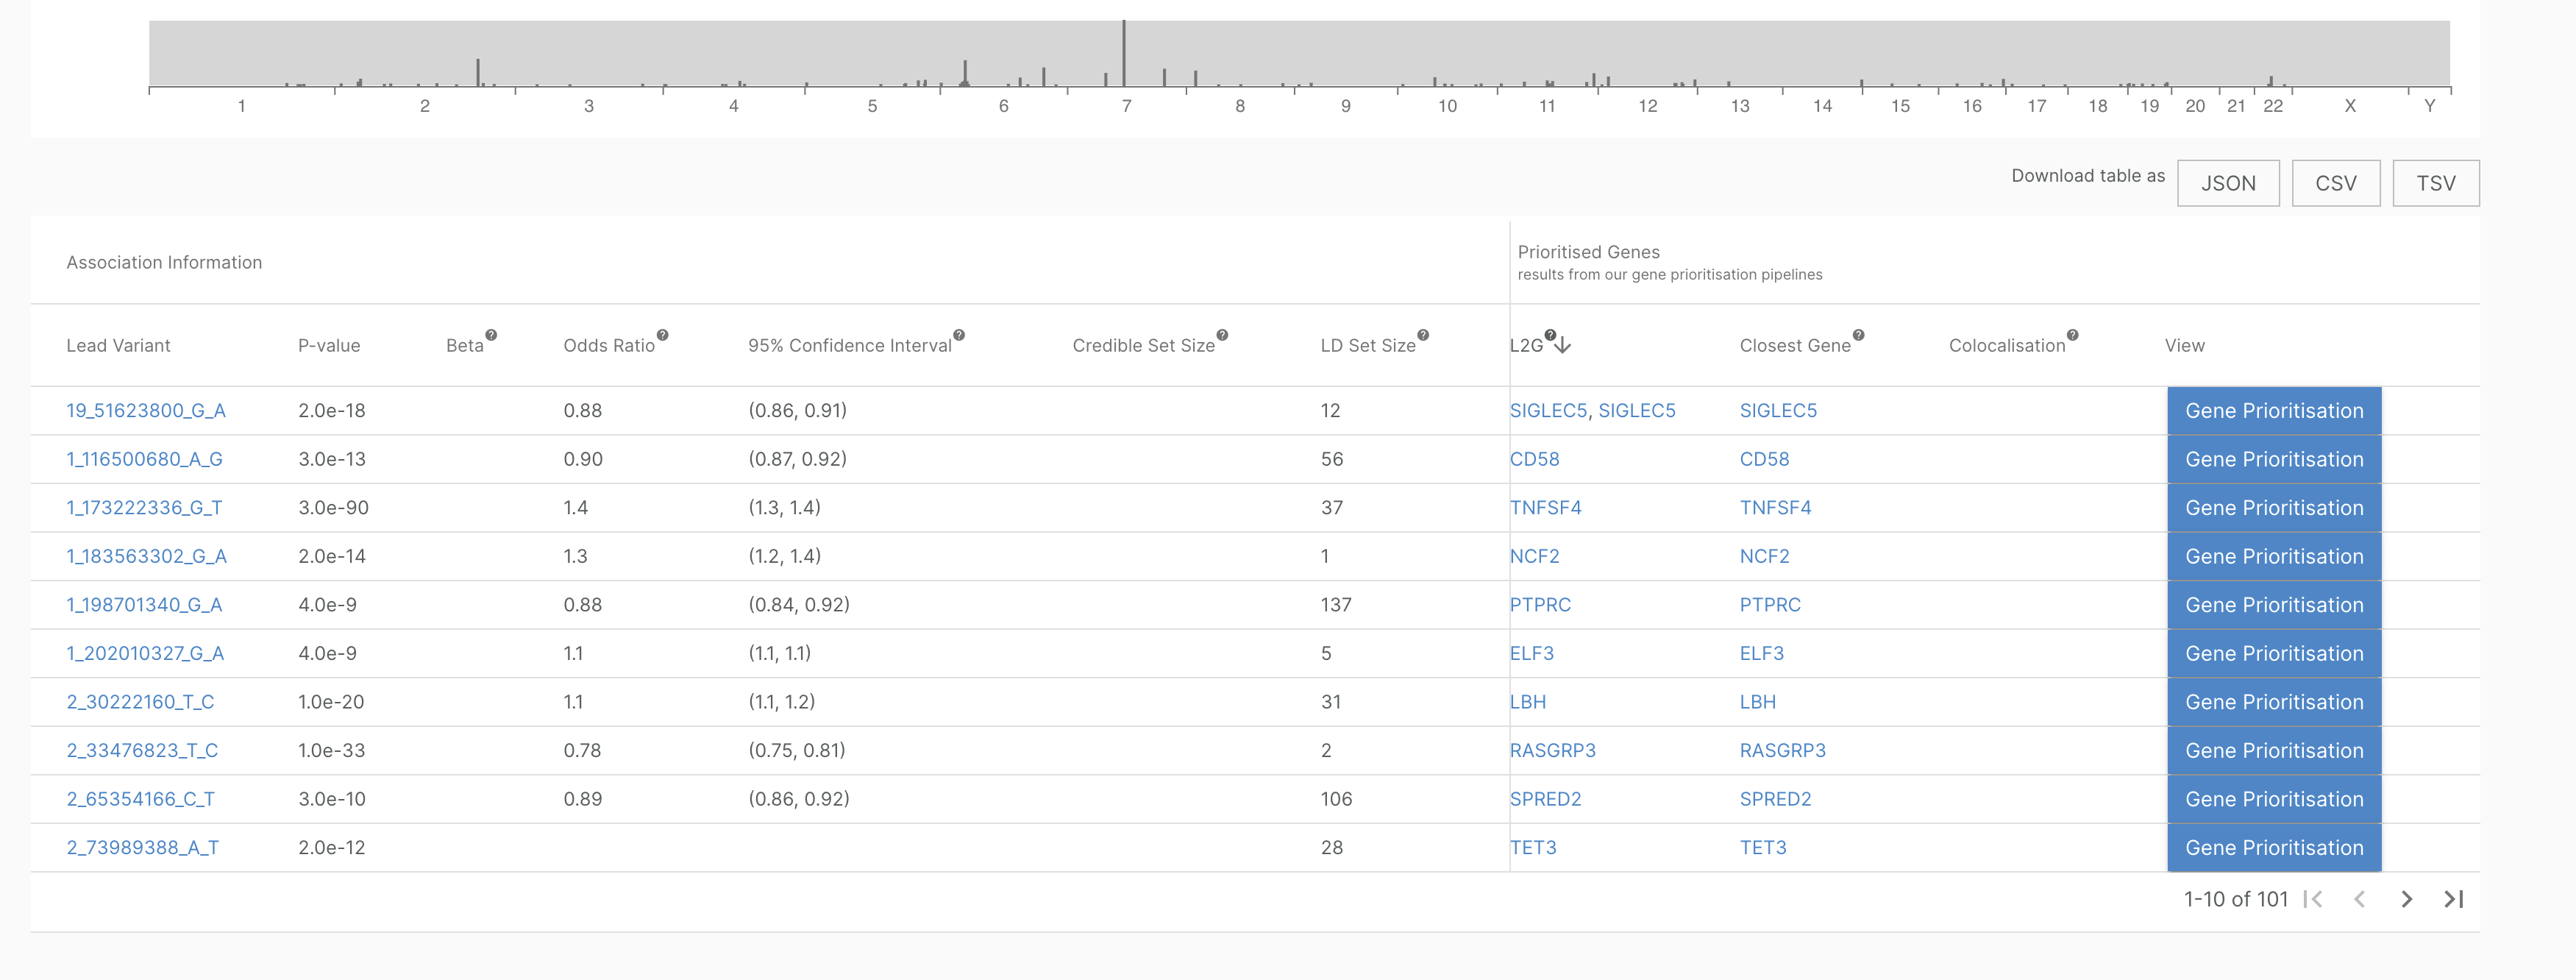 1 2 3 4 5 6 7 8 9 10 11 12 13 14 15 16 17 18 19 20 21 22 X Y
Download table as JSON CSV TSV
Association Information
Prioritised Genes
results from our gene prioritisation pipelines
Lead Variant P-value Beta? Odds Ratio? 95% Confidence Interval? Credible Set Size? LD Set Size? L2G? ↓ Closest Gene? Colocalisation? View
19_51623800_G_A 2.0e-18 0.88 (0.86, 0.91) 12 SIGLEC5, SIGLEC5 SIGLEC5 Gene Prioritisation
1_116500680_A_G 3.0e-13 0.90 (0.87, 0.92) 56 CD58 CD58 Gene Prioritisation
1_173222336_G_T 3.0e-90 1.4 (1.3, 1.4) 37 TNFSF4 TNFSF4 Gene Prioritisation
1_183563302_G_A 2.0e-14 1.3 (1.2, 1.4) 1 NCF2 NCF2 Gene Prioritisation
1_198701340_G_A 4.0e-9 0.88 (0.84, 0.92) 137 PTPRC PTPRC Gene Prioritisation
1_202010327_G_A 4.0e-9 1.1 (1.1, 1.1) 5 ELF3 ELF3 Gene Prioritisation
2_30222160_T_C 1.0e-20 1.1 (1.1, 1.2) 31 LBH LBH Gene Prioritisation
2_33476823_T_C 1.0e-33 0.78 (0.75, 0.81) 2 RASGRP3 RASGRP3 Gene Prioritisation
2_65354166_C_T 3.0e-10 0.89 (0.86, 0.92) 106 SPRED2 SPRED2 Gene Prioritisation
2_73989388_A_T 2.0e-12 28 TET3 TET3 Gene Prioritisation
1-10 of 101